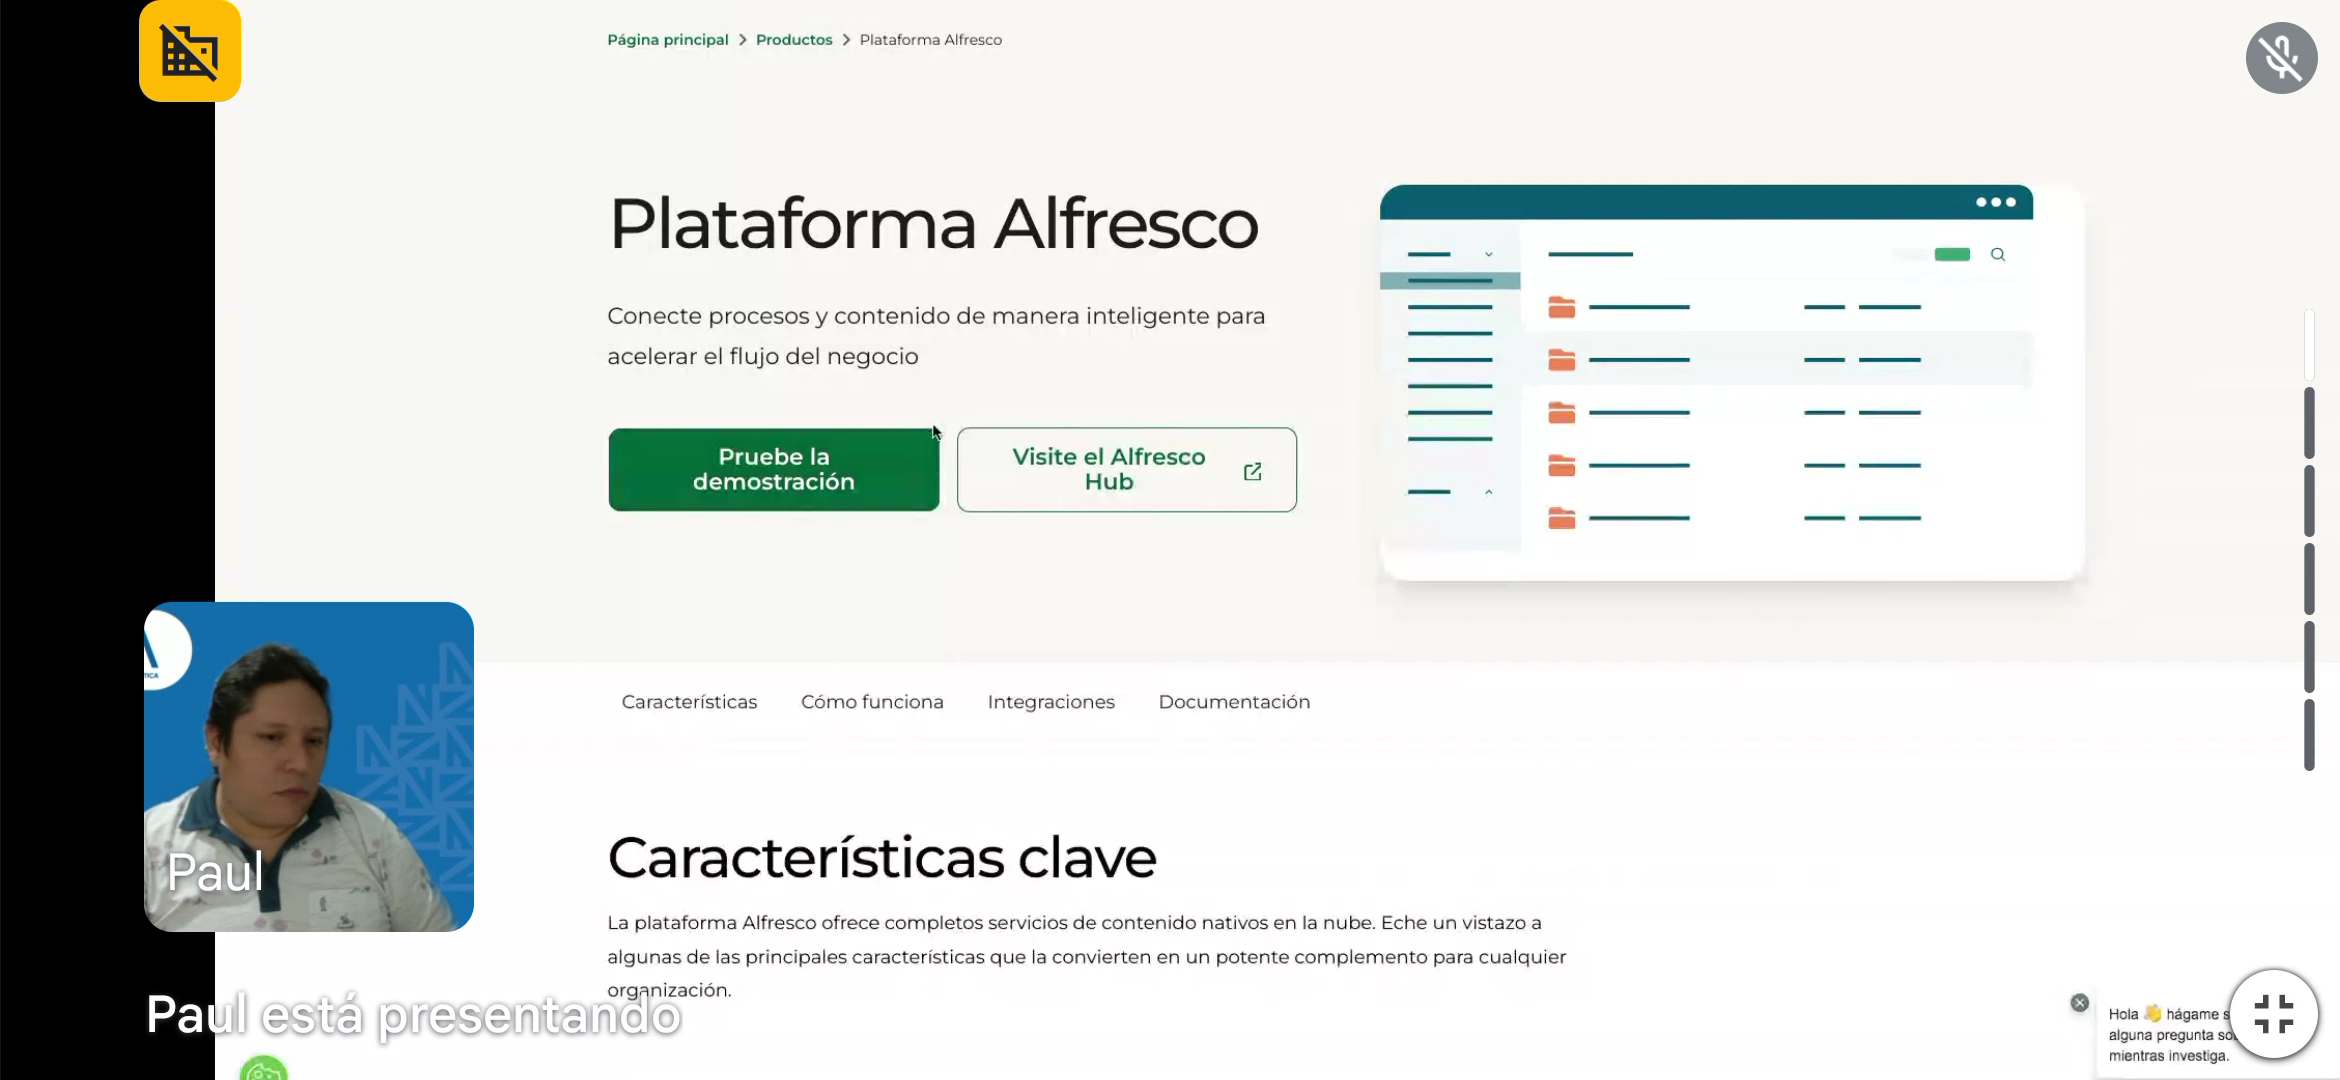 Página principal > Productos > Plataforma Alfresco
Plataforma Alfresco
Conecte procesos y contenido de manera inteligente para
acelerar el flujo del negocio
Pruebe la
demostración
Visite el Alfresco
Hub
Características Cómo funciona Integraciones Documentación
TICA
Paul
Características clave
La plataforma Alfresco ofrece completos servicios de contenido nativos en la nube. Eche un vistazo a
algunas de las principales características que la convierten en un potente complemento para cualquier
organización.
Paul está presentando
Hola 👋 hágame s
alguna pregunta so
mientras investiga.